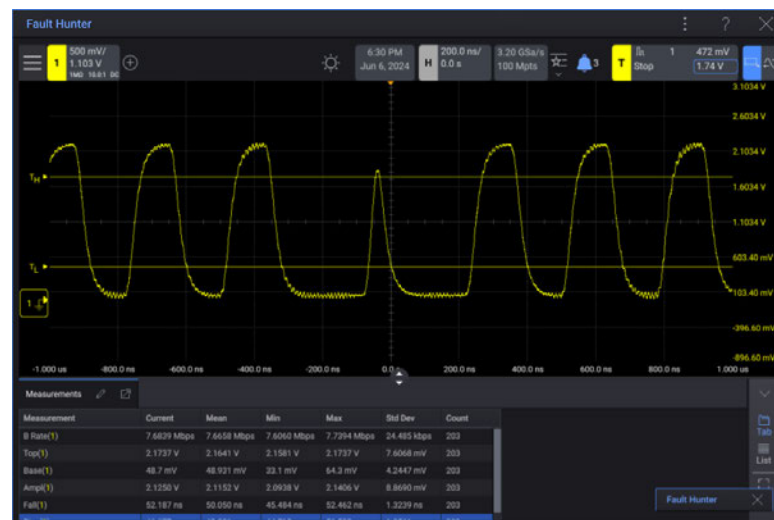 Fault Hunter
?
1 500 mV/ 6:30 PM H 200.0 ns/ 3.20 GSa/s T 1 472 mV
1.103 V Jun 6, 2024 0.0 s 100 Mpts 3 Stop 1.74 V
1MΩ 10.0:1 DC
3.1034 V
2.6034 V
2.1034 V
TH
1.6034 V
1.1034 V
603.40 mV
TL
103.40 mV
1
-396.60 mV
-896.60 mV
-1.000 us -800.0 ns -600.0 ns -400.0 ns -200.0 ns 0.0 200.0 ns 400.0 ns 600.0 ns 800.0 ns 1.000 us
Measurements
Measurement Current Mean Min Max Std Dev Count
B Rate(1) 7.6839 Mbps 7.6658 Mbps 7.6060 Mbps 7.7394 Mbps 24.485 kbps 203
Top(1) 2.1737 V 2.1641 V 2.1581 V 2.1737 V 7.6068 mV 203
Base(1) 48.7 mV 48.931 mV 33.1 mV 64.3 mV 4.2447 mV 203
Ampl(1) 2.1250 V 2.1152 V 2.0938 V 2.1406 V 8.8690 mV 203
Fall(1) 52.187 ns 50.050 ns 45.484 ns 52.462 ns 1.3239 ns 203
Tab
List
Fault Hunter